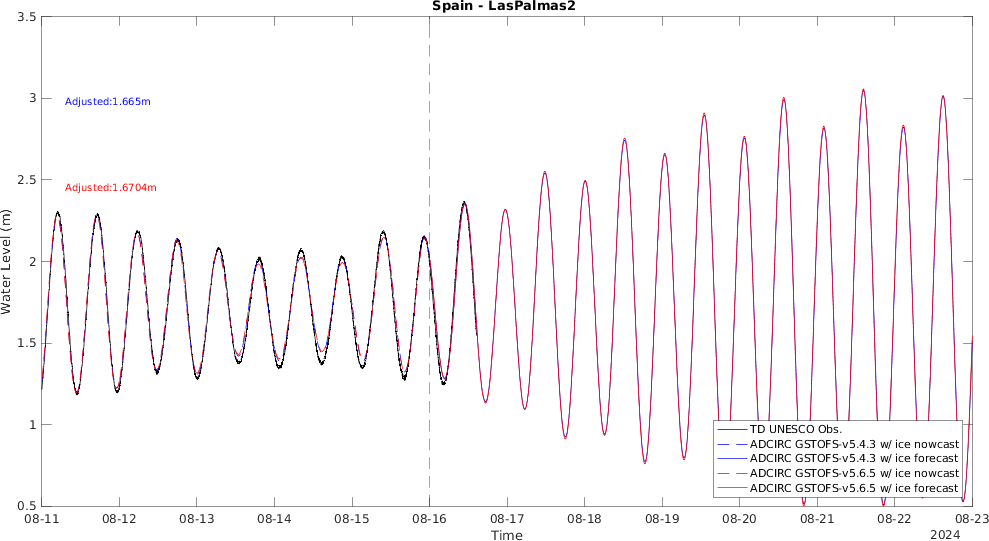 Spain - LasPalmas2
3.5
3
2.5
2
1.5
1
0.5
Water Level (m)
Adjusted:1.665m
Adjusted:1.6704m
TD UNESCO Obs.
ADCIRC GSTOFS-v5.4.3 w/ ice nowcast
ADCIRC GSTOFS-v5.4.3 w/ ice forecast
ADCIRC GSTOFS-v5.6.5 w/ ice nowcast
ADCIRC GSTOFS-v5.6.5 w/ ice forecast
08-11 08-12 08-13 08-14 08-15 08-16 08-17 08-18 08-19 08-20 08-21 08-22 08-23
Time
2024